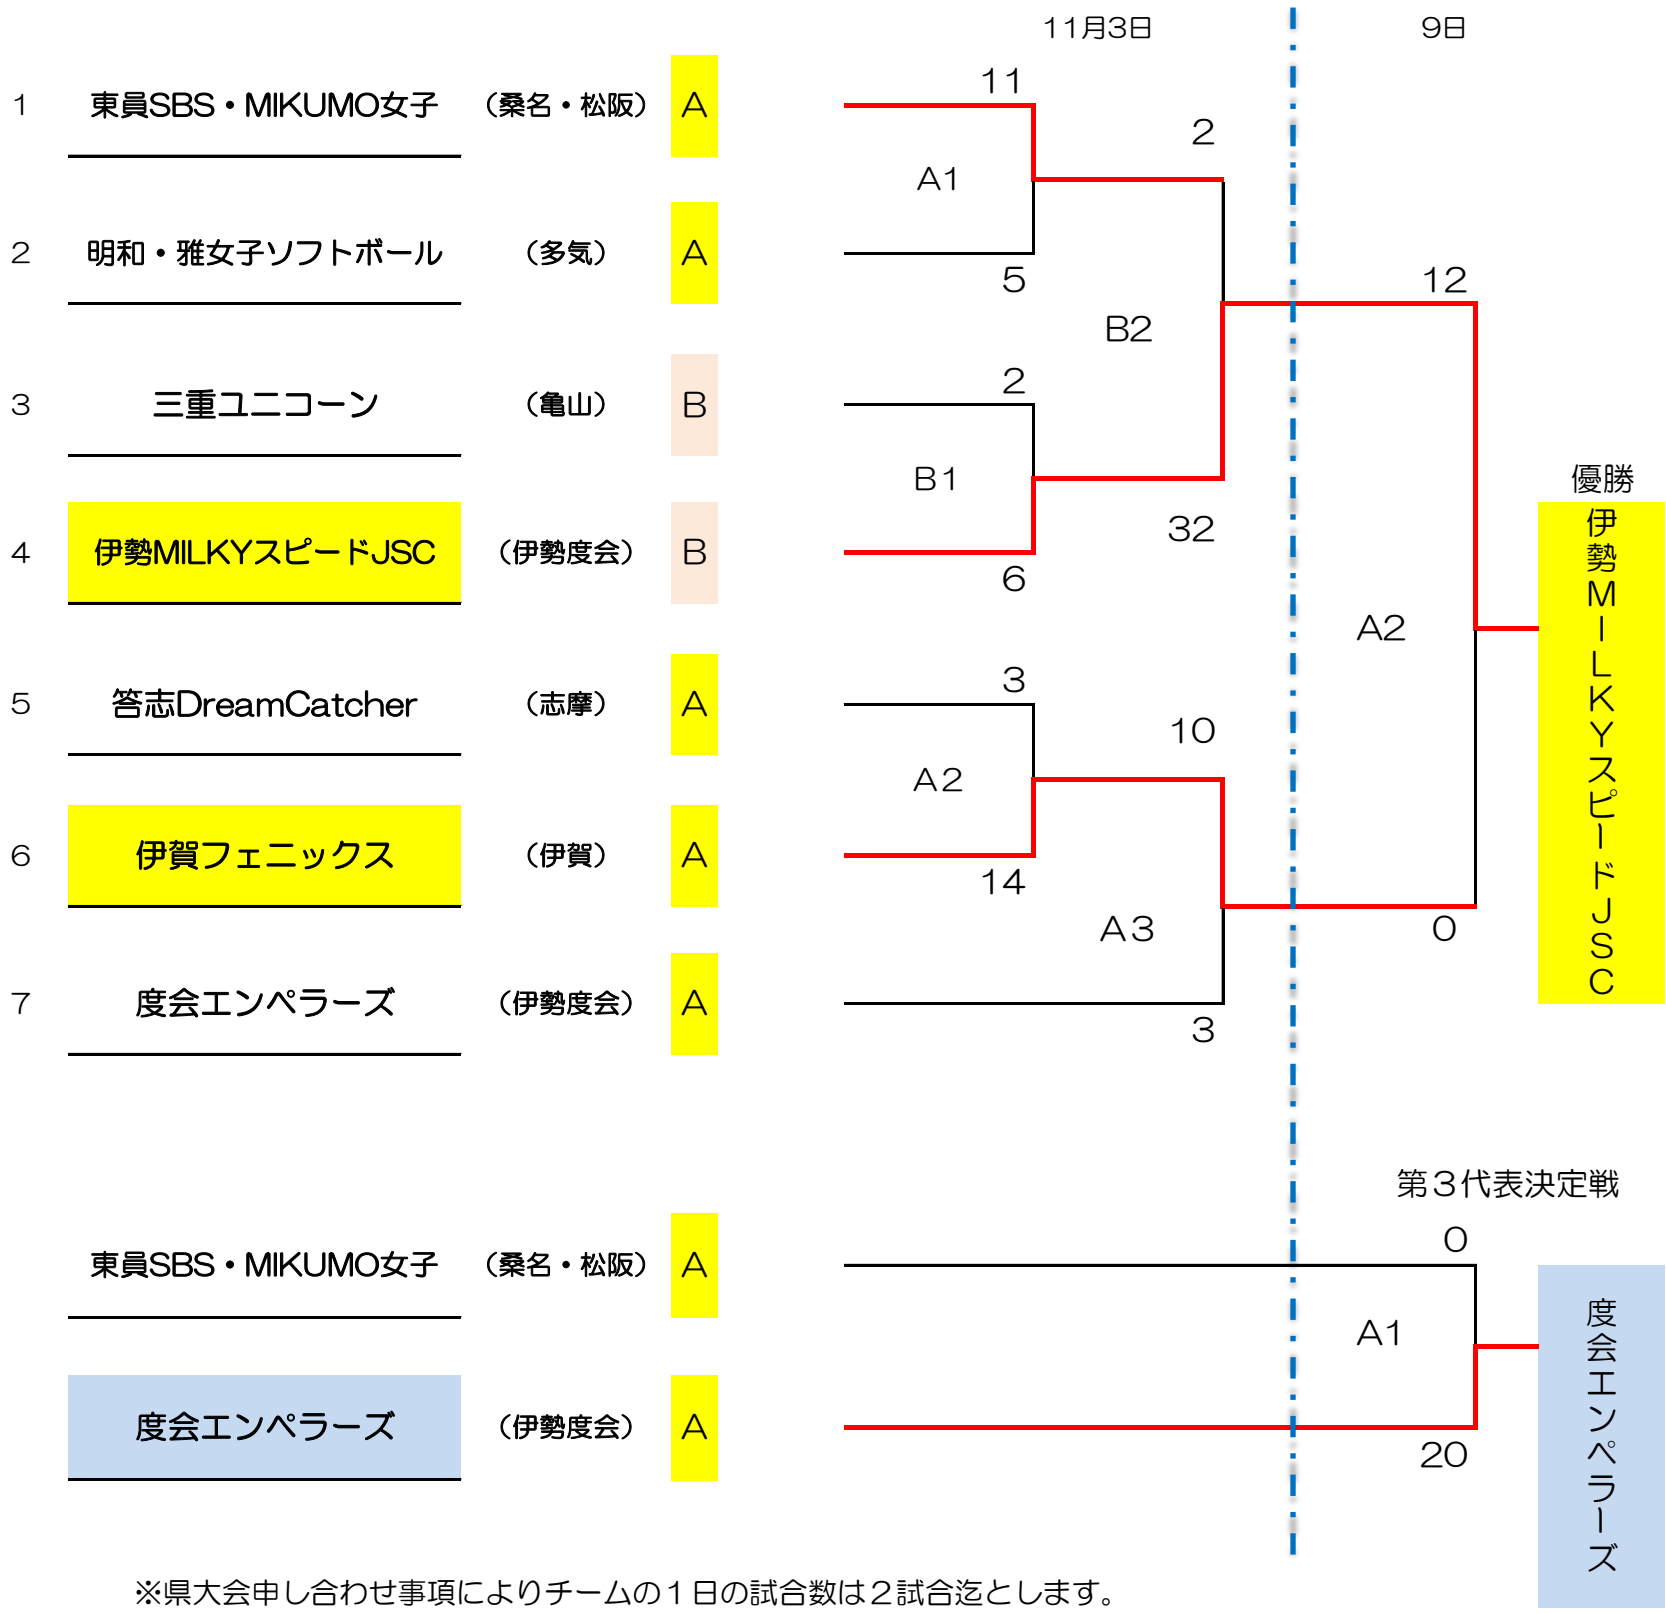 11月3日 9日
1 東員SBS・MIKUMO女子 （桑名・松阪） A
11
2
A1
2 明和・雅女子ソフトボール （多気） A
5
12
B2
3 三重ユニコーン （亀山） B
2
B1
優勝
伊勢MILKYスピードJSC
4 伊勢MILKYスピードJSC （伊勢度会） B
32
6
A2
5 答志DreamCatcher （志摩） A
3
10
A2
6 伊賀フェニックス （伊賀） A
14
A3
0
7 度会エンペラーズ （伊勢度会） A
3
第３代表決定戦
0
東員SBS・MIKUMO女子 （桑名・松阪） A
A1
度会エンペラーズ
度会エンペラーズ （伊勢度会） A
20
※県大会申し合わせ事項によりチームの１日の試合数は２試合迄とします。